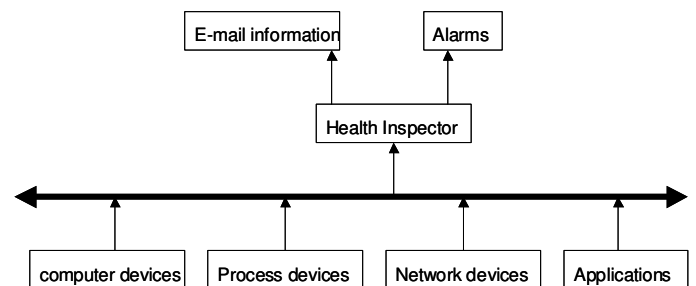 E-mail information
Alarms
Health Inspector
computer devices
Process devices
Network devices
Applications